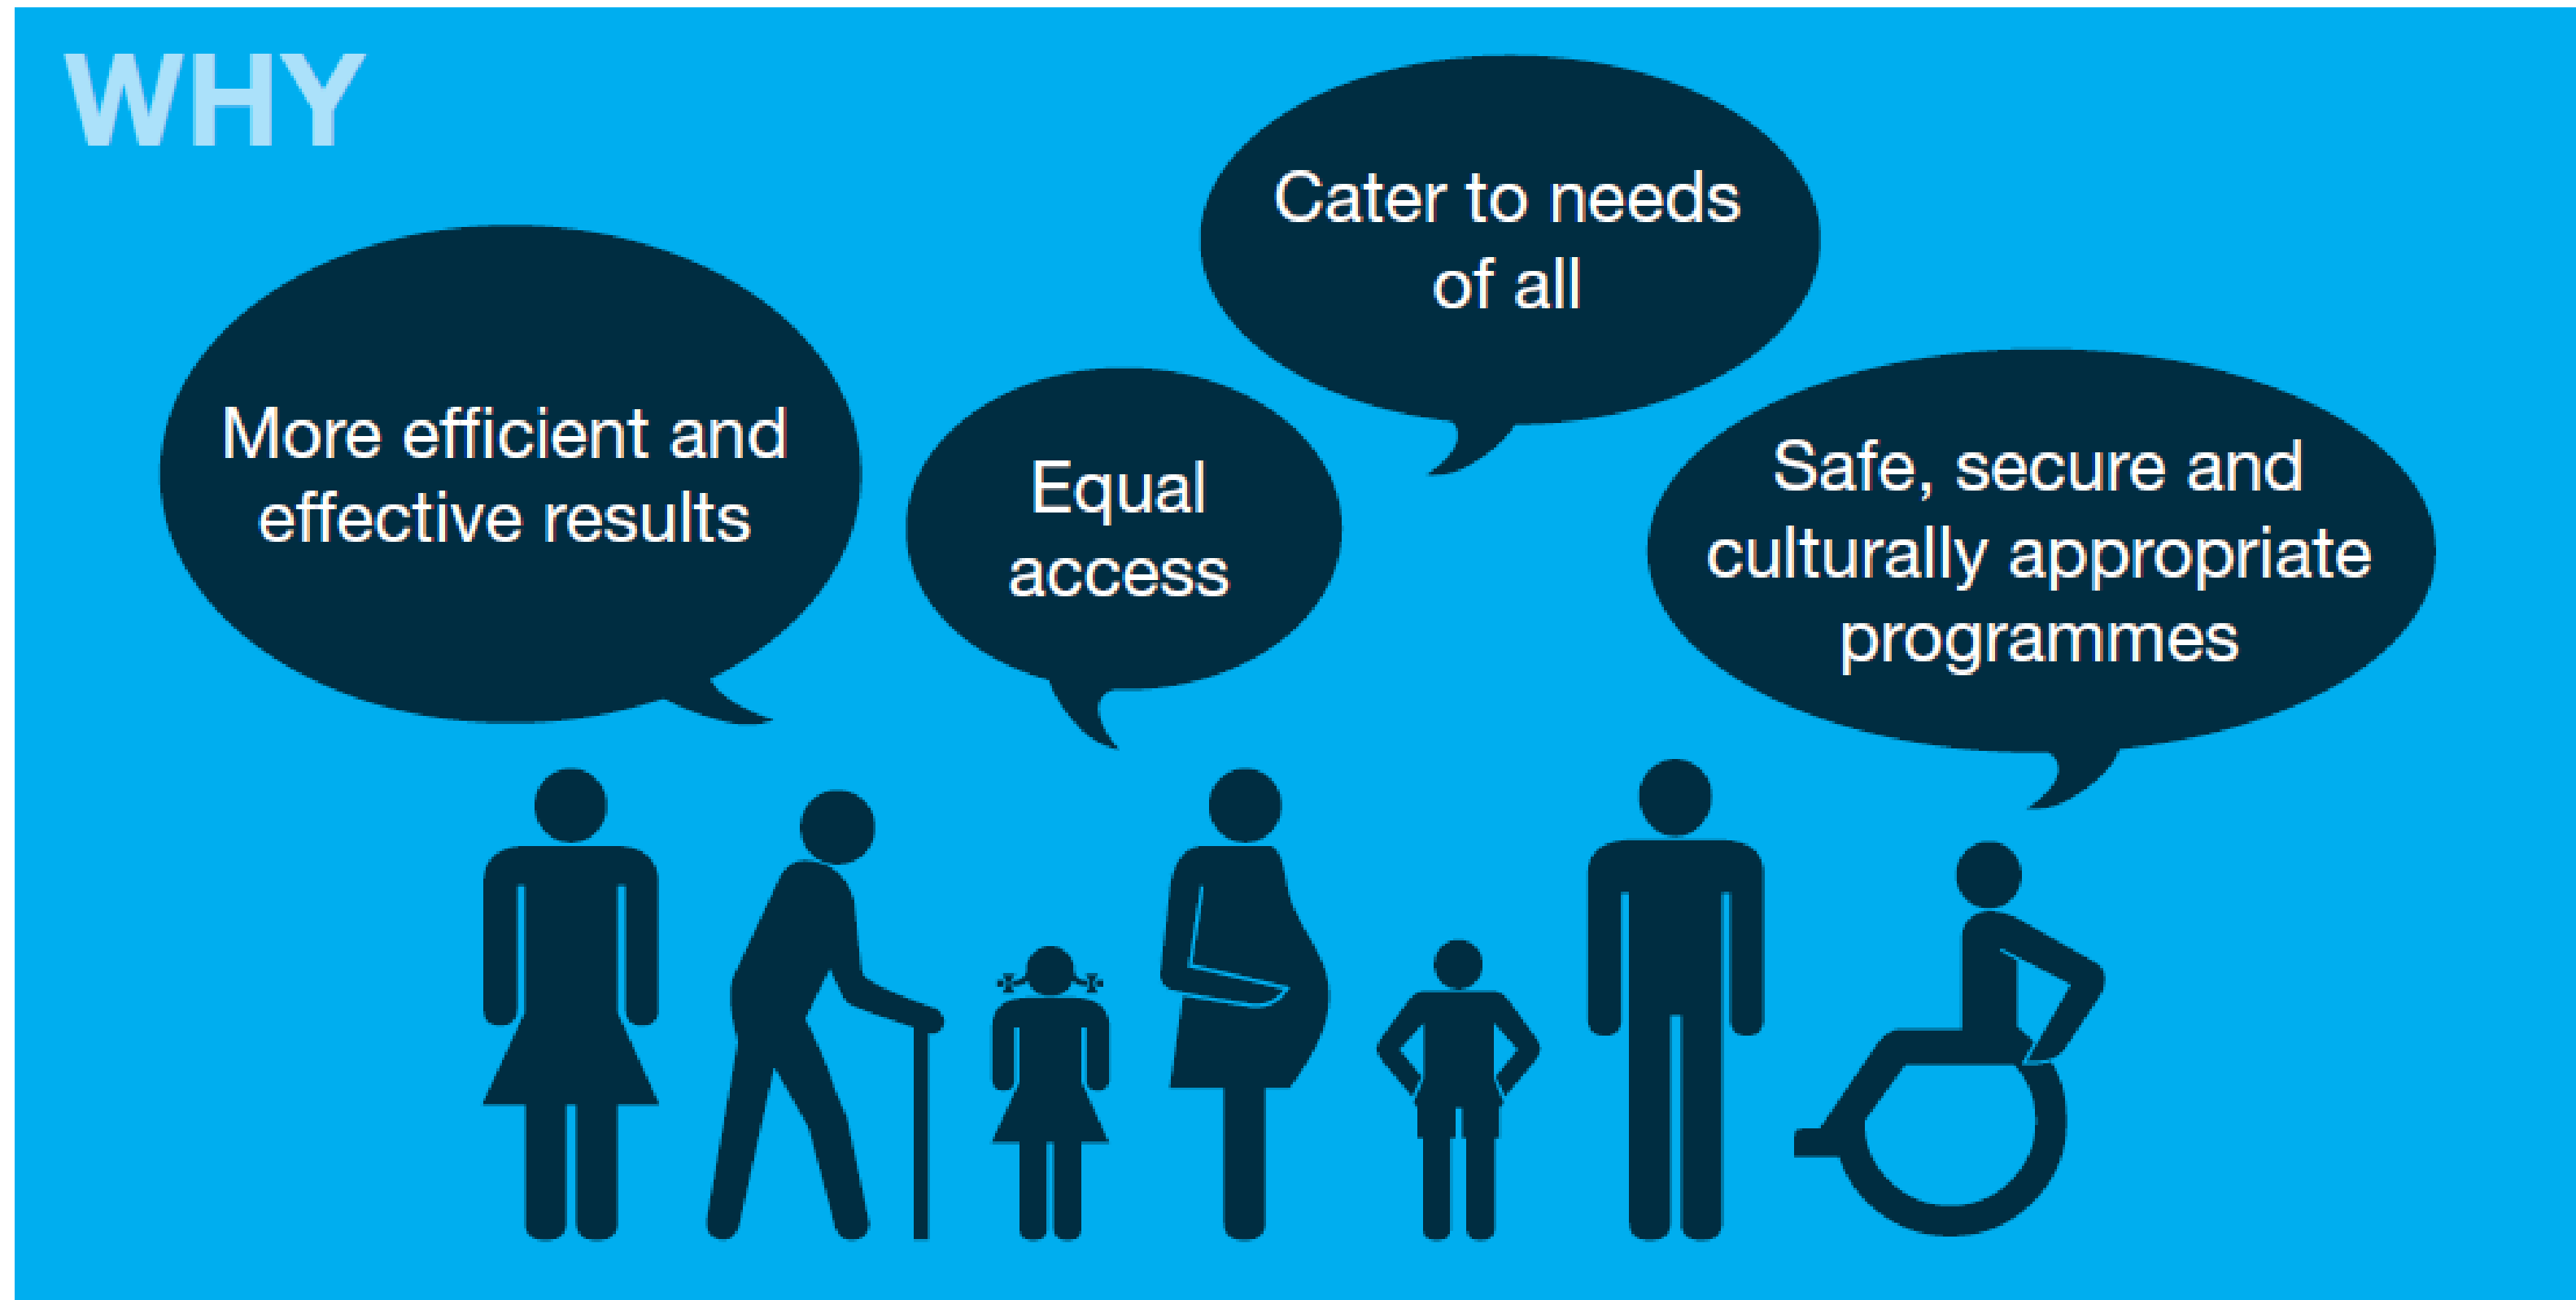 WHY
More efficient and
effective results
Equal
access
Cater to needs
of all
Safe, secure and
culturally appropriate
programmes